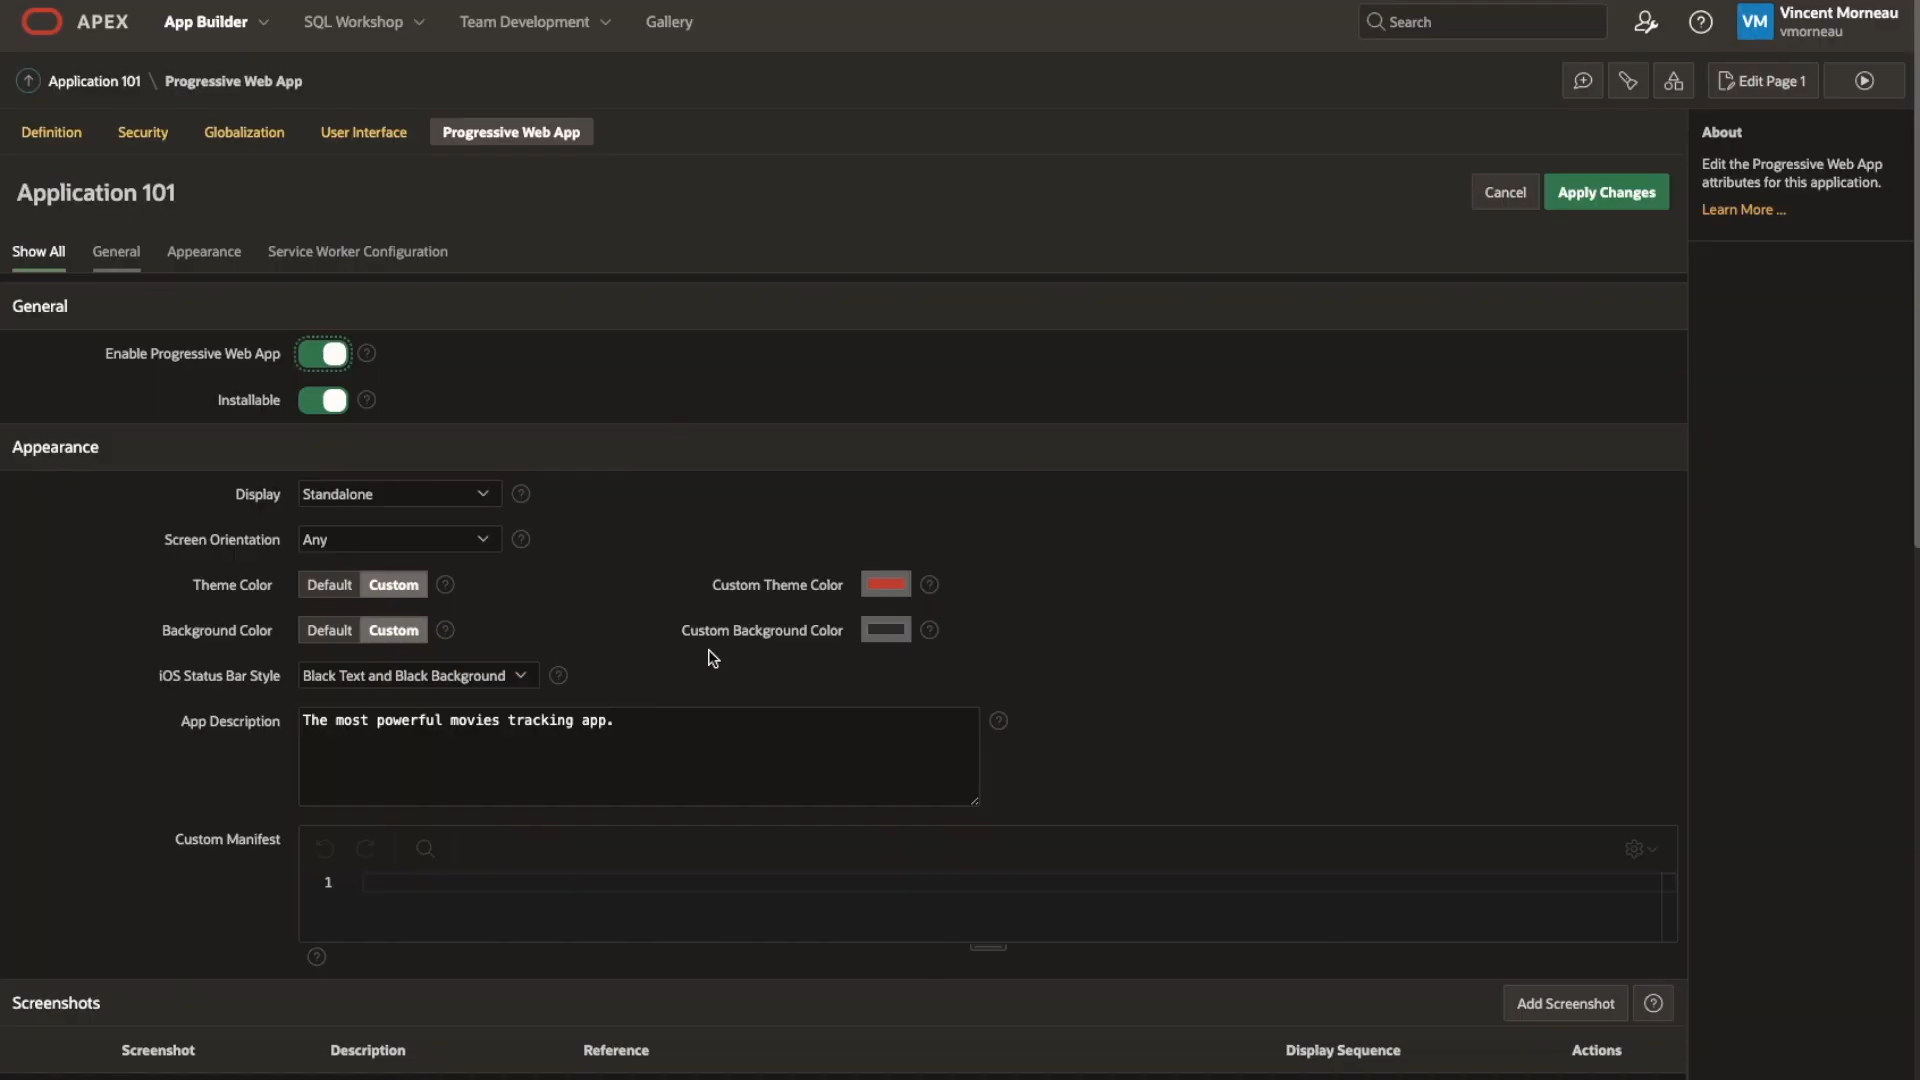 APEX App Builder SQL Workshop Team Development Gallery Search VM Vincent Morneau
vmorneau
Application 101 \ Progressive Web App Edit Page 1
Definition Security Globalization User Interface Progressive Web App
About
Edit the Progressive Web App
attributes for this application.
Learn More ...
Application 101 Cancel Apply Changes
Show All General Appearance Service Worker Configuration
General
Enable Progressive Web App ?
Installable ?
Appearance
Display Standalone ?
Screen Orientation Any ?
Theme Color Default Custom ? Custom Theme Color ?
Background Color Default Custom ? Custom Background Color ?
iOS Status Bar Style Black Text and Black Background ?
App Description The most powerful movies tracking app. ?
Custom Manifest
1
?
Screenshots Add Screenshot ?
Screenshot Description Reference Display Sequence Actions